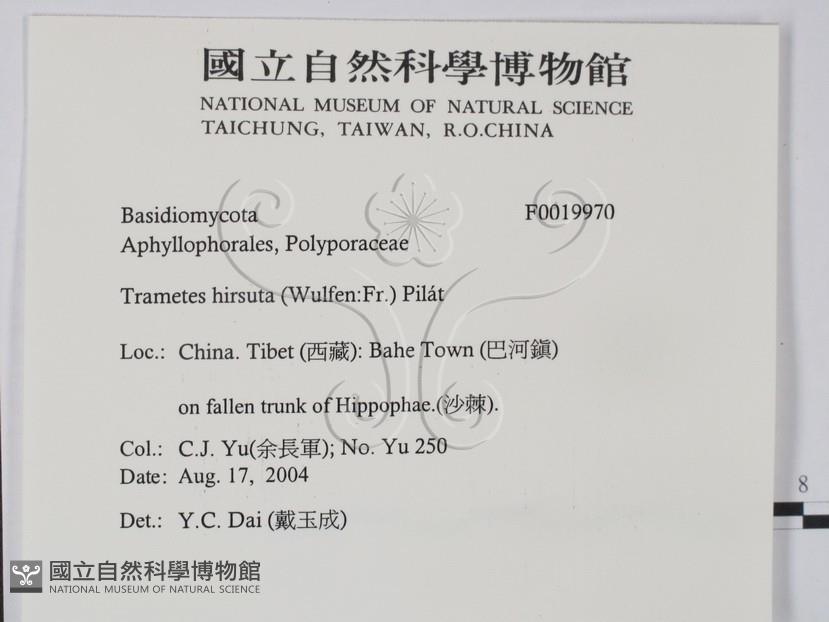 國立自然科學博物館
NATIONAL MUSEUM OF NATURAL SCIENCE
TAICHUNG, TAIWAN, R.O.CHINA
Basidiomycota F0019970
Aphyllophorales, Polyporaceae
Trametes hirsuta (Wulfen:Fr.) Pilát
Loc.: China. Tibet (西藏): Bahe Town (巴河鎮)
on fallen trunk of Hippophae.(沙棘).
Col.: C.J. Yu(余長軍); No. Yu 250
Date: Aug. 17, 2004
Det.: Y.C. Dai (戴玉成)
8
國立自然科學博物館
NATIONAL MUSEUM OF NATURAL SCIENCE